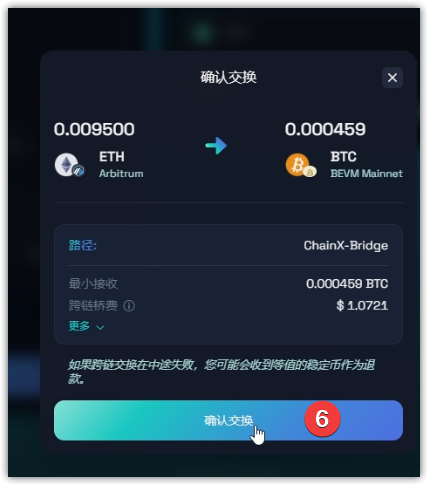 确认交换
0.009500
0.000459
ETH
Arbitrum
BTC
BEVM Mainnet
路径:
ChainX-Bridge
最小接收
0.000459 BTC
跨链桥费
$ 1.0721
更多
如果跨链交换在中途失败，您可能会收到等值的稳定币作为退
款。
确认交换
6